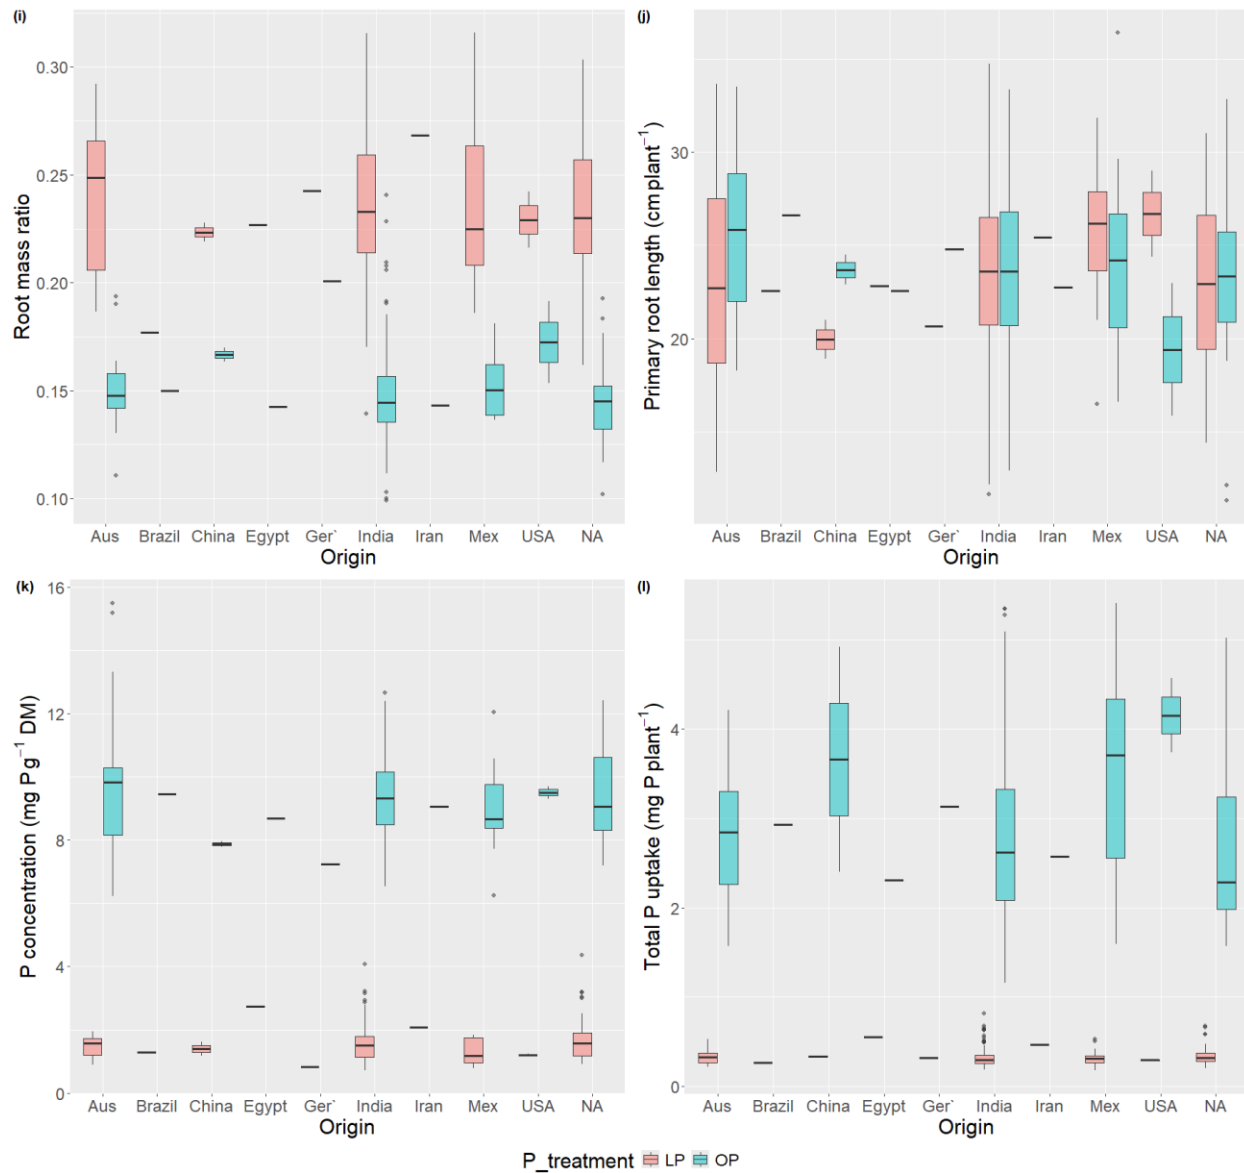 (i)
Root mass ratio
0.30
0.25
0.20
0.15
0.10
Aus Brazil China Egypt Ger` India Iran Mex USA NA
Origin
(j)
Primary root length (cm plant⁻¹)
30
20
Aus Brazil China Egypt Ger` India Iran Mex USA NA
Origin
(k)
P concentration (mg P g⁻¹ DM)
16
12
8
4
0
Aus Brazil China Egypt Ger` India Iran Mex USA NA
Origin
(l)
Total P uptake (mg P plant⁻¹)
4
2
0
Aus Brazil China Egypt Ger` India Iran Mex USA NA
Origin
P_treatment LP OP